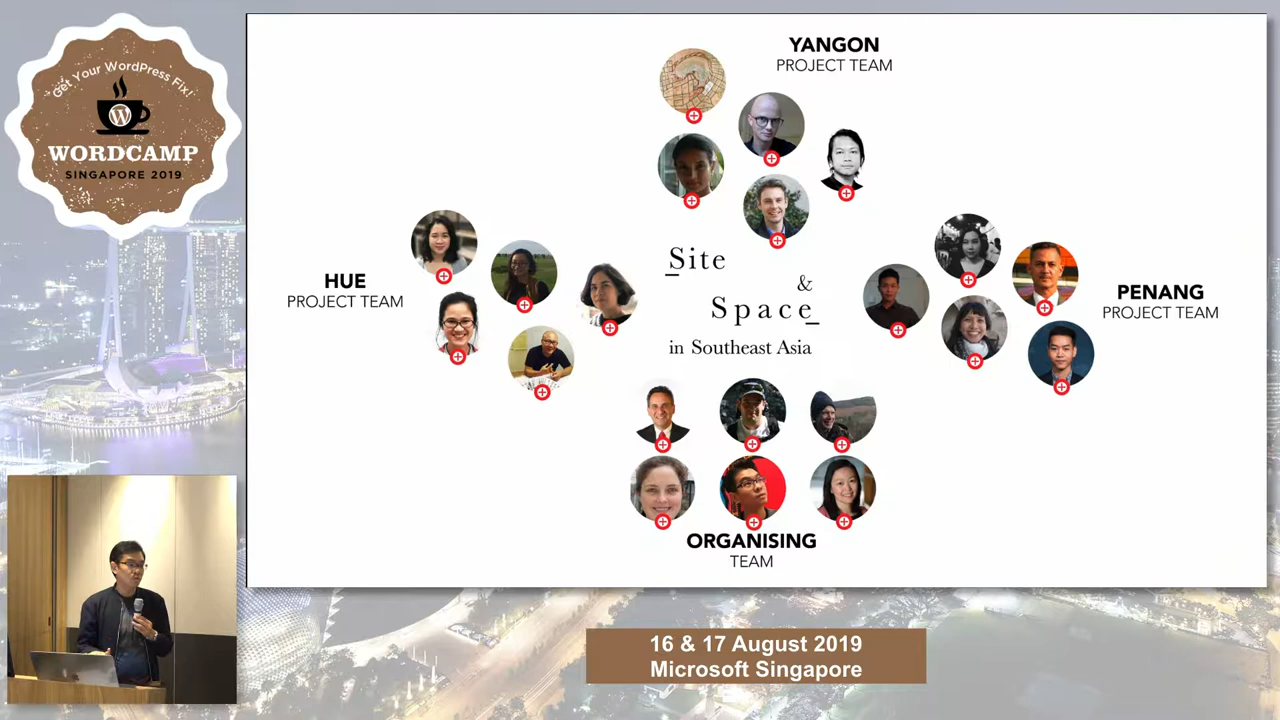 Get Your WordPress Fix!
WORDCAMP
SINGAPORE 2019
YANGON
PROJECT TEAM
HUE
PROJECT TEAM
Site
&
Space
in Southeast Asia
PENANG
PROJECT TEAM
ORGANISING
TEAM
16 & 17 August 2019
Microsoft Singapore